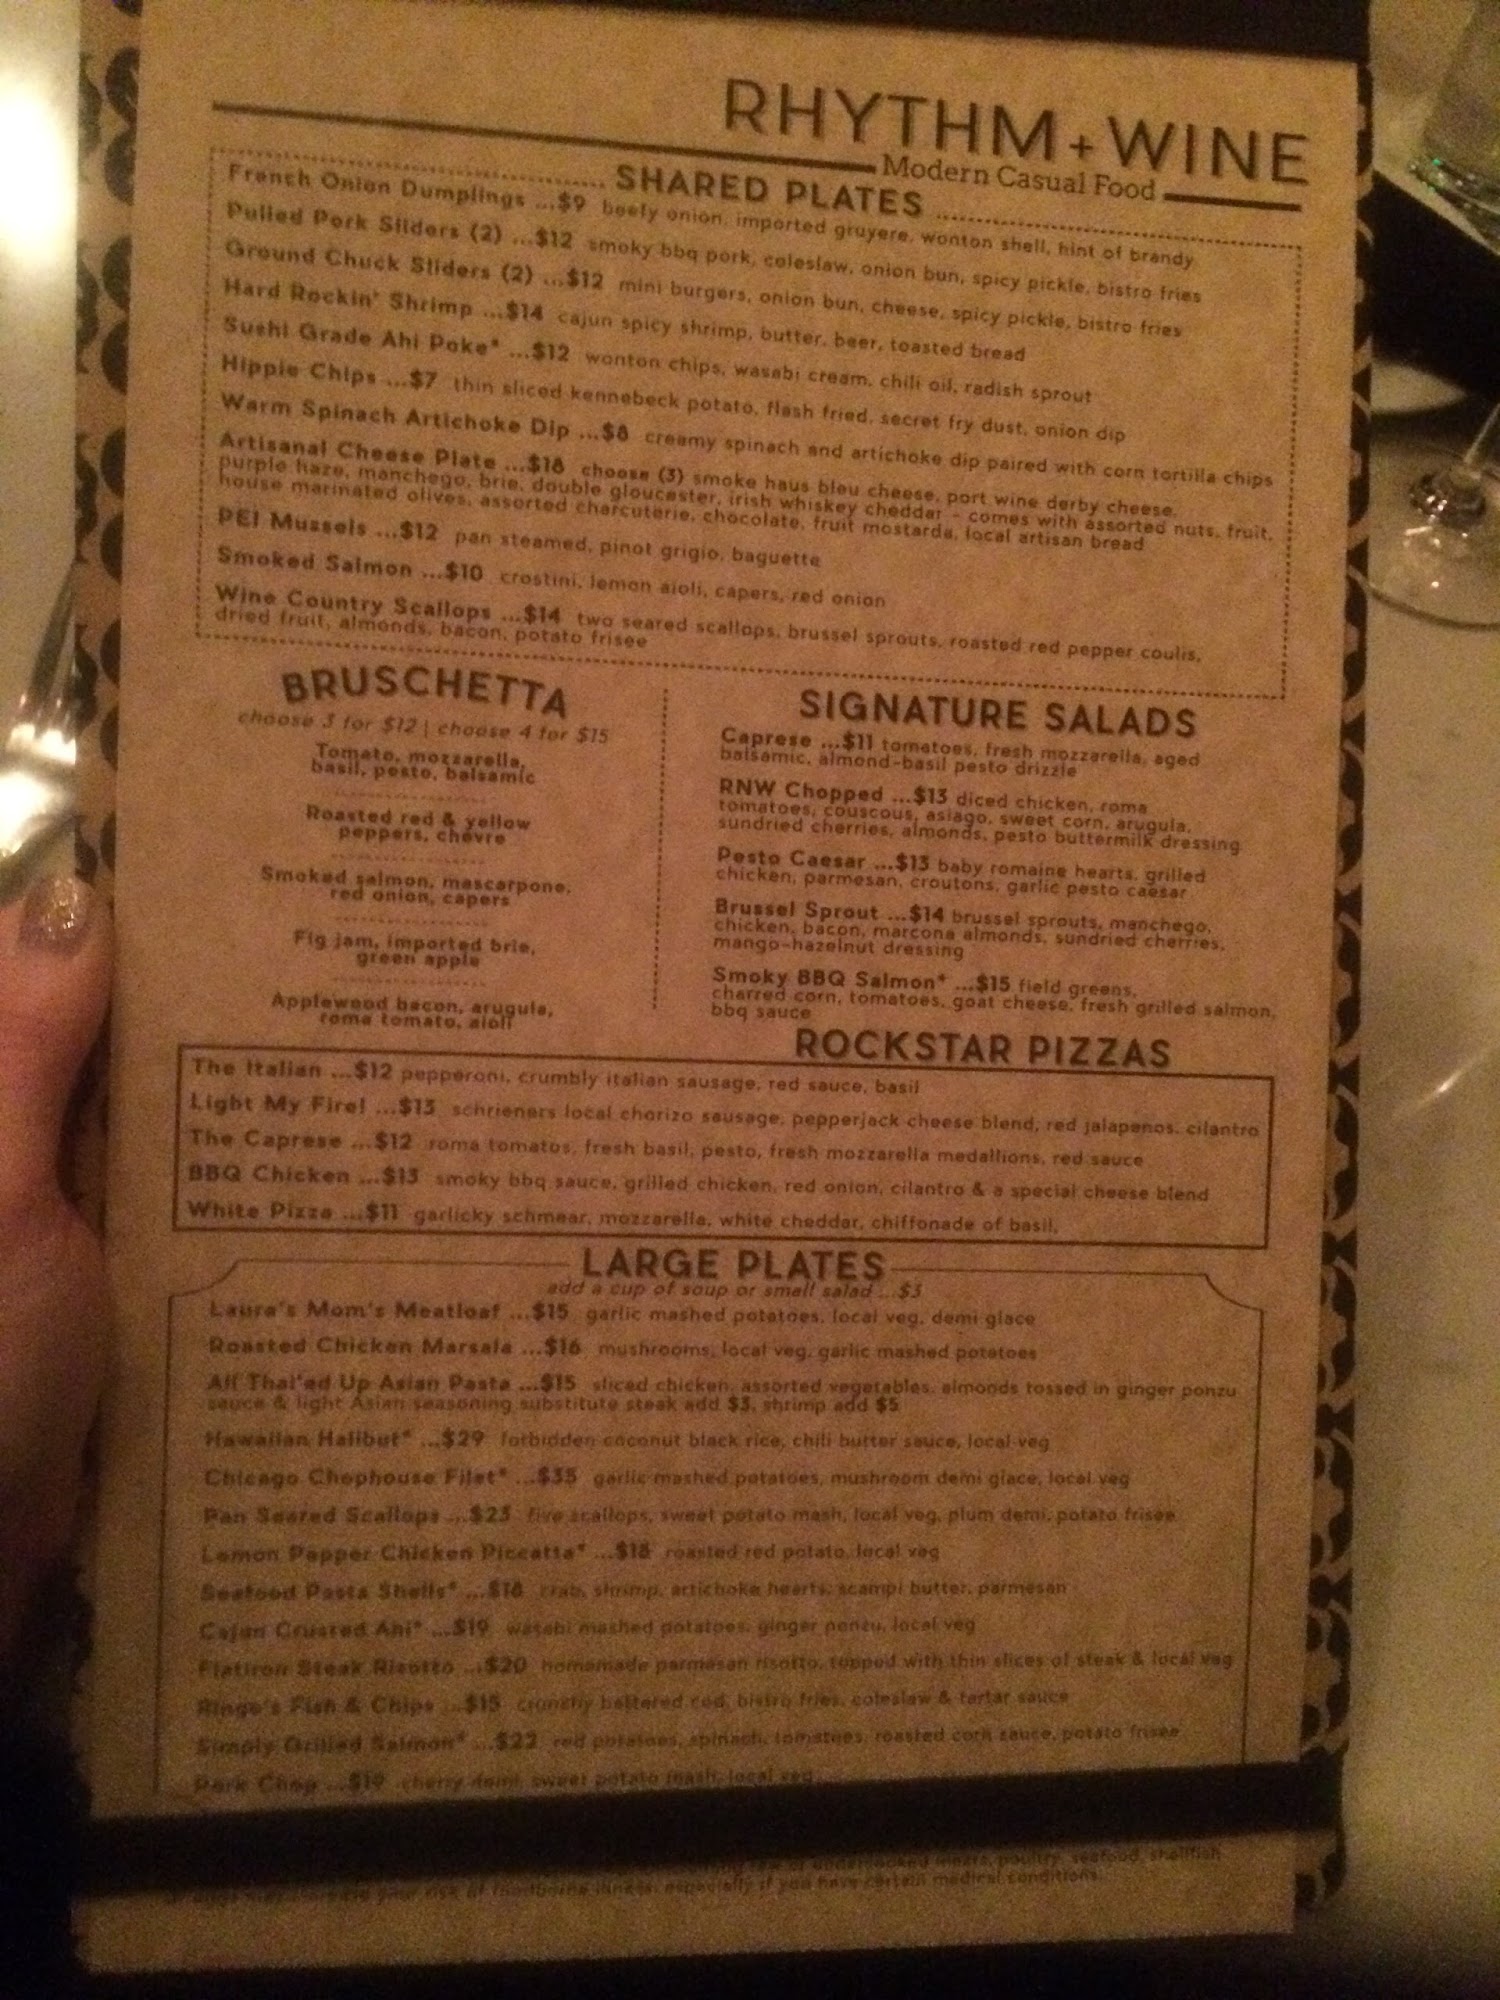 RHYTHM + WINE
Modern Casual Food
SHARED PLATES
French Onion Dumplings ...$9 beefy onion, imported gruyere, wonton shell, hint of brandy
Pulled Pork Sliders (2) ...$12 smoky bbq pork, coleslaw, onion bun, spicy pickle, bistro fries
Ground Chuck Sliders (2) ...$12 mini burgers, onion bun, cheese, spicy pickle, bistro fries
Hard Rockin' Shrimp ...$14 cajun spicy shrimp, butter, beer, toasted bread
Sushi Grade Ahi Poke* ...$12 wonton chips, wasabi cream, chili oil, radish sprout
Hippie Chips ...$7 thin sliced kennebeck potato, flash fried, secret fry dust, onion dip
Warm Spinach Artichoke Dip ...$8 creamy spinach and artichoke dip paired with corn tortilla chips
Artisanal Cheese Plate ...$18 choose (3) smoke haus bleu cheese, port wine derby cheese,
purple haze, manchego, brie, double gloucester, irish whiskey cheddar - comes with assorted nuts, fruit,
house marinated olives, assorted charcuterie, chocolate, fruit mostarda, local artisan bread
PEI Mussels ...$12 pan steamed, pinot grigio, baguette
Smoked Salmon ...$10 crostini, lemon aioli, capers, red onion
Wine Country Scallops ...$14 two seared scallops, brussel sprouts, roasted red pepper coulis,
dried fruit, almonds, bacon, potato frisee
BRUSCHETTA
choose 3 for $12 | choose 4 for $15
Tomato, mozzarella,
basil, pesto, balsamic
Roasted red & yellow
peppers, chevre
Smoked salmon, mascarpone,
red onion, capers
Fig jam, imported brie,
green apple
Applewood bacon, arugula,
roma tomato, aioli
SIGNATURE SALADS
Caprese ...$11 tomatoes, fresh mozzarella, aged
balsamic, almond-basil pesto drizzle
RNW Chopped ...$13 diced chicken, roma
tomatoes, couscous, asiago, sweet corn, arugula,
sundried cherries, almonds, pesto buttermilk dressing
Pesto Caesar ...$13 baby romaine hearts, grilled
chicken, parmesan, croutons, garlic pesto caesar
Brussel Sprout ...$14 brussel sprouts, manchego,
chicken, bacon, marcona almonds, sundried cherries,
mango-hazelnut dressing
Smoky BBQ Salmon* ...$15 field greens,
charred corn, tomatoes, goat cheese, fresh grilled salmon,
bbq sauce
ROCKSTAR PIZZAS
The Italian ...$12 pepperoni, crumbly italian sausage, red sauce, basil
Light My Fire! ...$13 schrieners local chorizo sausage, pepperjack cheese blend, red jalapenos, cilantro
The Caprese ...$12 roma tomatos, fresh basil, pesto, fresh mozzarella medallions, red sauce
BBQ Chicken ...$13 smoky bbq sauce, grilled chicken, red onion, cilantro & a special cheese blend
White Pizza ...$11 garlicky schmear, mozzarella, white cheddar, chiffonade of basil,
LARGE PLATES
add a cup of soup or small salad ...$3
Laura's Mom's Meatloaf ...$15 garlic mashed potatoes, local veg, demi glace
Roasted Chicken Marsala ...$16 mushrooms, local veg, garlic mashed potatoes
All Thai'ed Up Asian Pasta ...$15 sliced chicken, assorted vegetables, almonds tossed in ginger ponzu
sauce & light Asian seasoning substitute steak add $3, shrimp add $5
Hawaiian Halibut* ...$29 forbidden coconut black rice, chili butter sauce, local veg
Chicago Chophouse Filet* ...$35 garlic mashed potatoes, mushroom demi glace, local veg
Pan Seared Scallops ...$23 five scallops, sweet potato mash, local veg, plum demi, potato frisee
Lemon Pepper Chicken Piccatta* ...$18 roasted red potato, local veg
Seafood Pasta Shells* ...$18 crab, shrimp, artichoke hearts, scampi butter, parmesan
Cajun Crusted Ahi* ...$19 wasabi mashed potatoes, ginger ponzu, local veg
Flatiron Steak Risotto ...$20 homemade parmesan risotto, topped with thin slices of steak & local veg
Ringo's Fish & Chips ...$15 crunchy battered cod, bistro fries, coleslaw & tartar sauce
Simply Grilled Salmon* ...$22 red potatoes, spinach, tomatoes, roasted corn sauce, potato frisee
Pork Chop ...$19 cherry demi, sweet potato mash, local veg
raw or undercooked meats, poultry, seafood, shellfish
your risk of foodborne illness, especially if you have certain medical conditions.